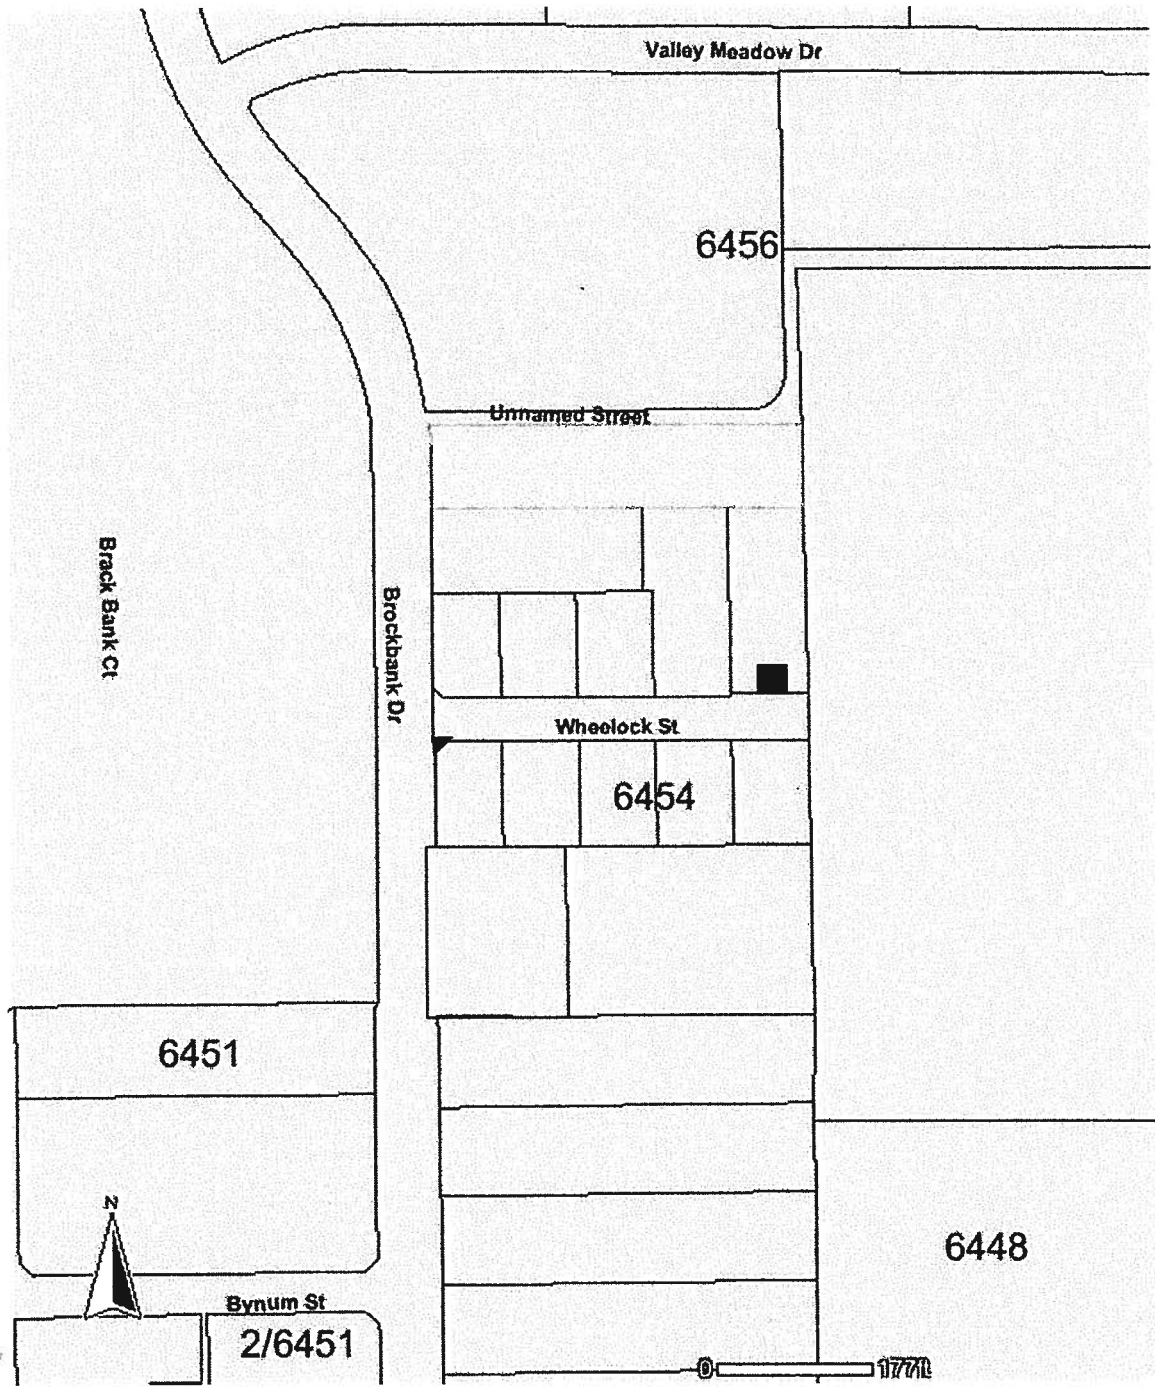 Valley Meadow Dr
6456
Unnamed Street
Brack Bank Ct
Brockbank Dr
Wheelock St
6454
6451
N
6448
Bynum St
2/6451
0 177ft